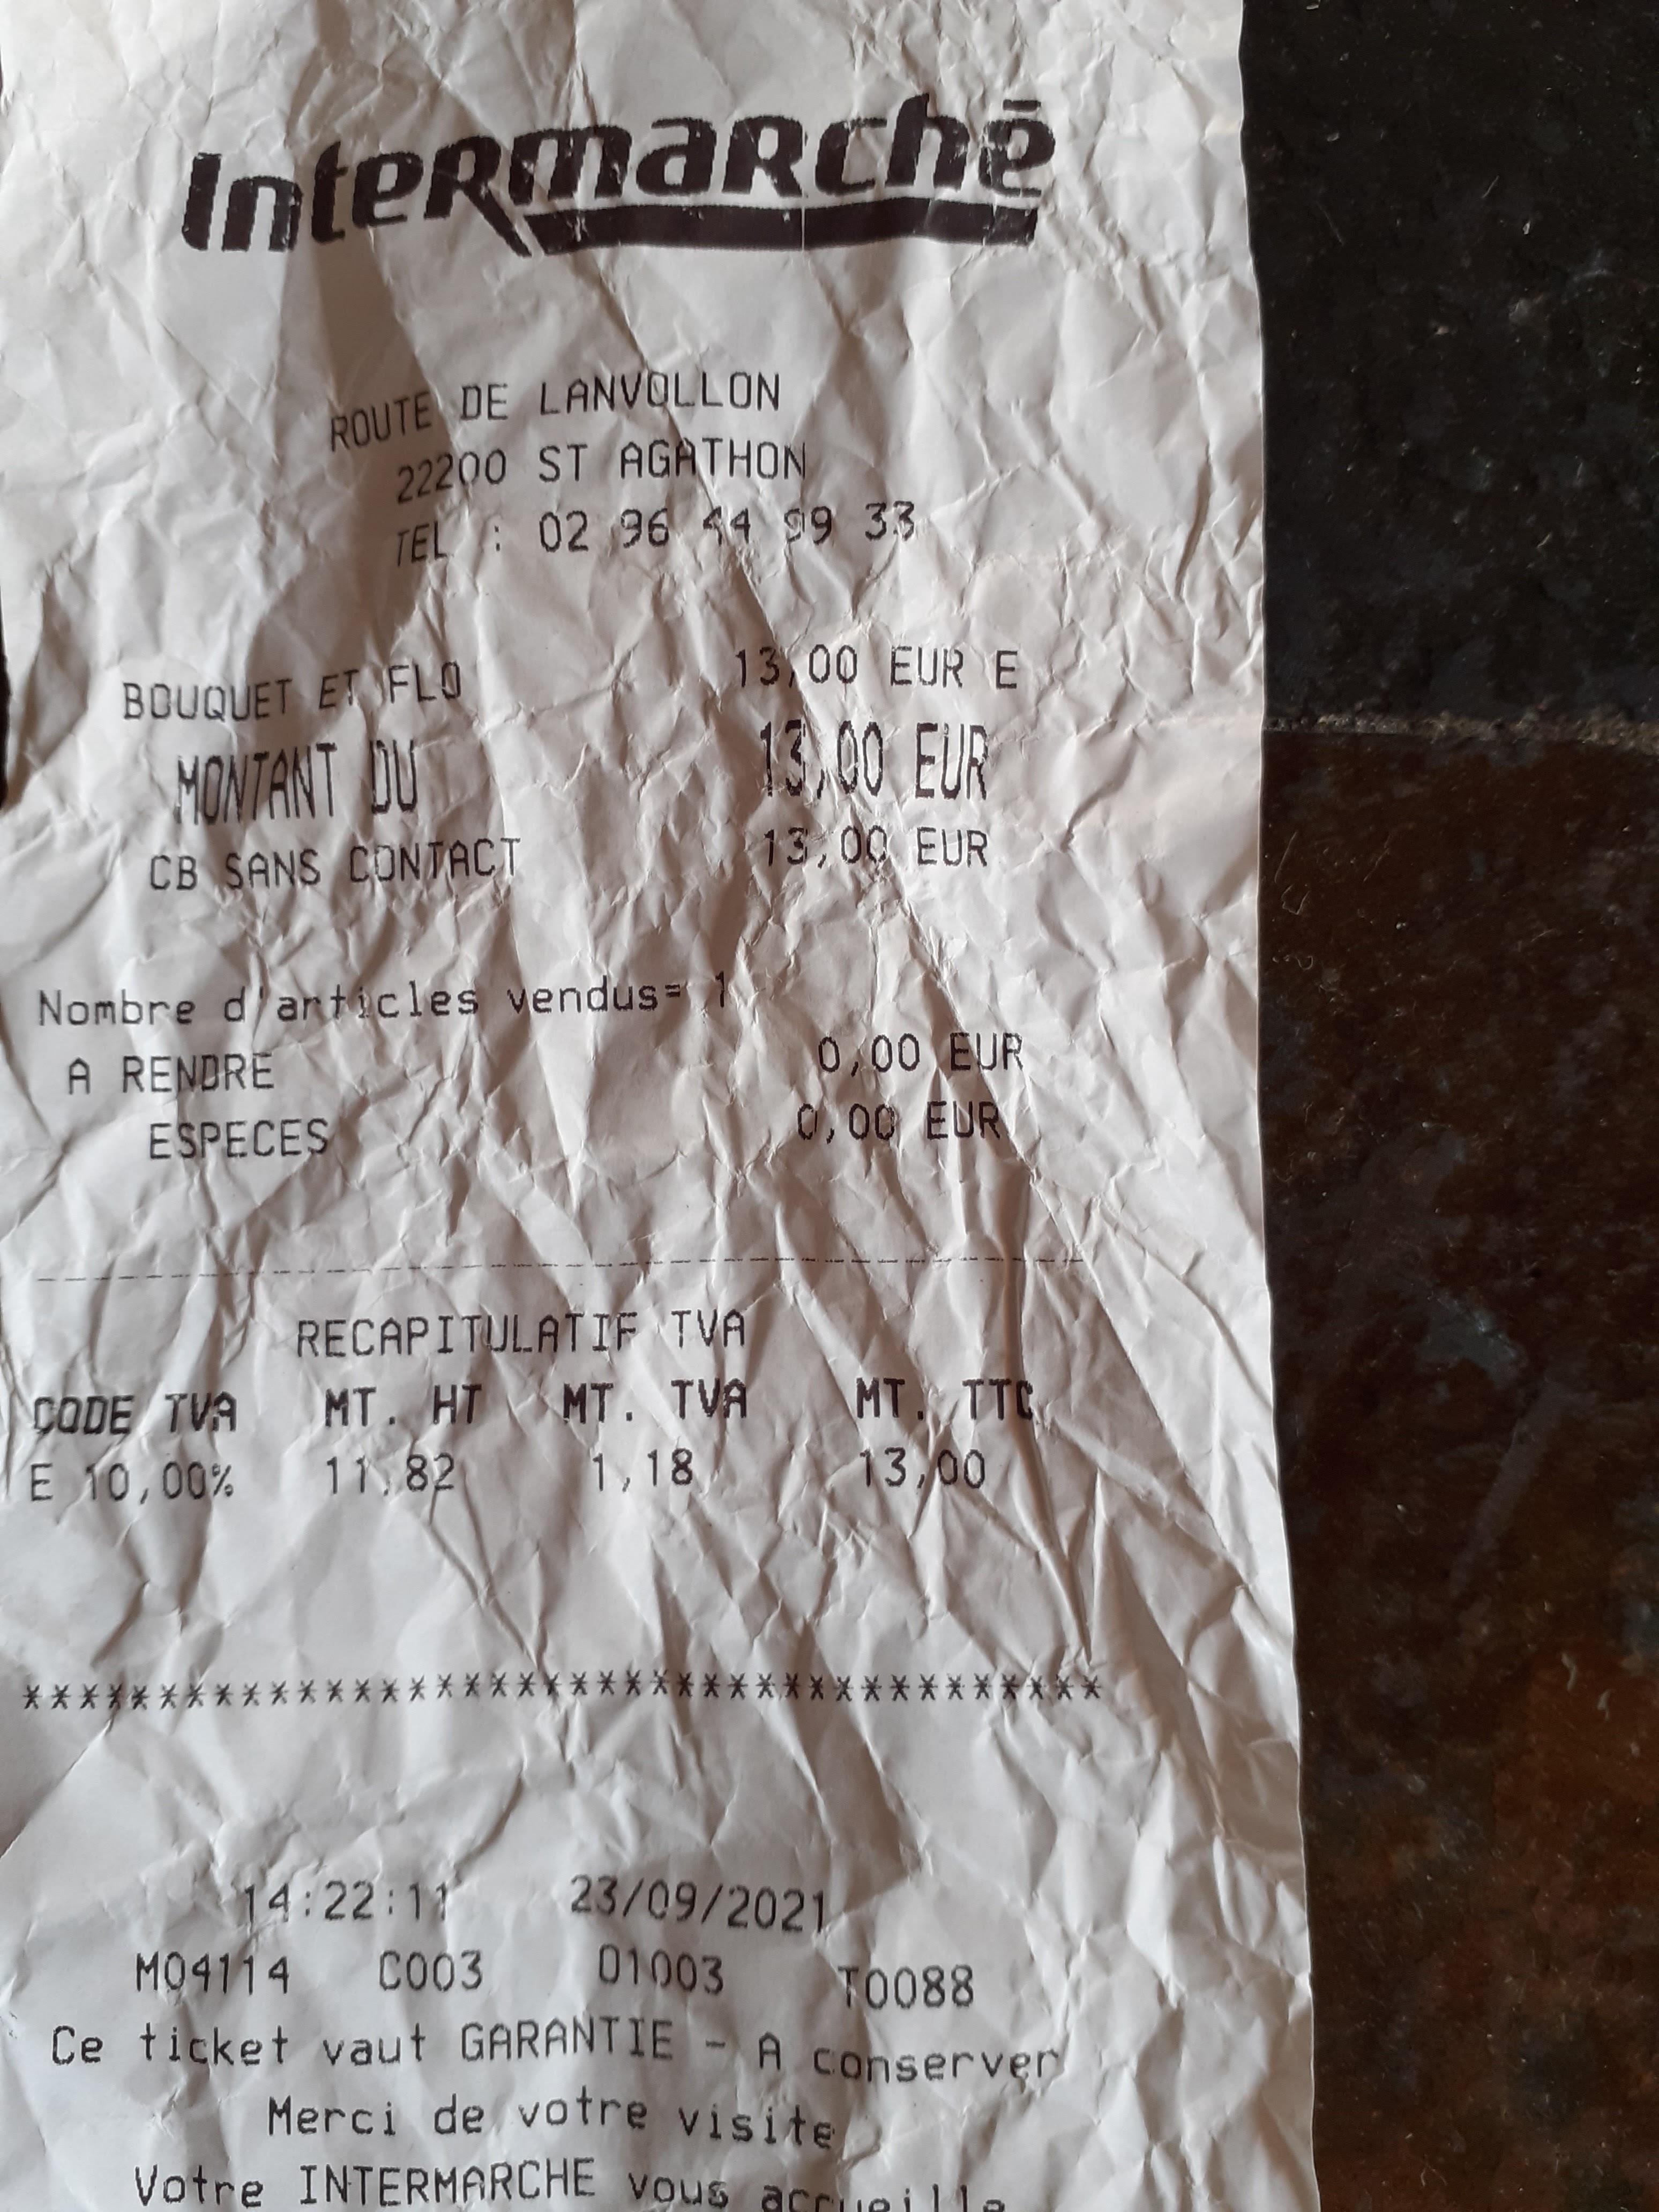 Intermarché
ROUTE DE LANVOLLON
22200 ST AGATHON
TEL : 02 96 44 99 33
BOUQUET ET FLO 13,00 EUR E
MONTANT DU 13,00 EUR
CB SANS CONTACT 13,00 EUR
Nombre d'articles vendus= 1
A RENDRE 0,00 EUR
ESPECES 0,00 EUR
RECAPITULATIF TVA
CODE TVA MT. HT MT. TVA MT. TTC
E 10,00% 11,82 1,18 13,00
****************************************
14:22:11 23/09/2021
M04114 C003 01003 T0088
Ce ticket vaut GARANTIE - A conserver
Merci de votre visite
Votre INTERMARCHE vous accueille